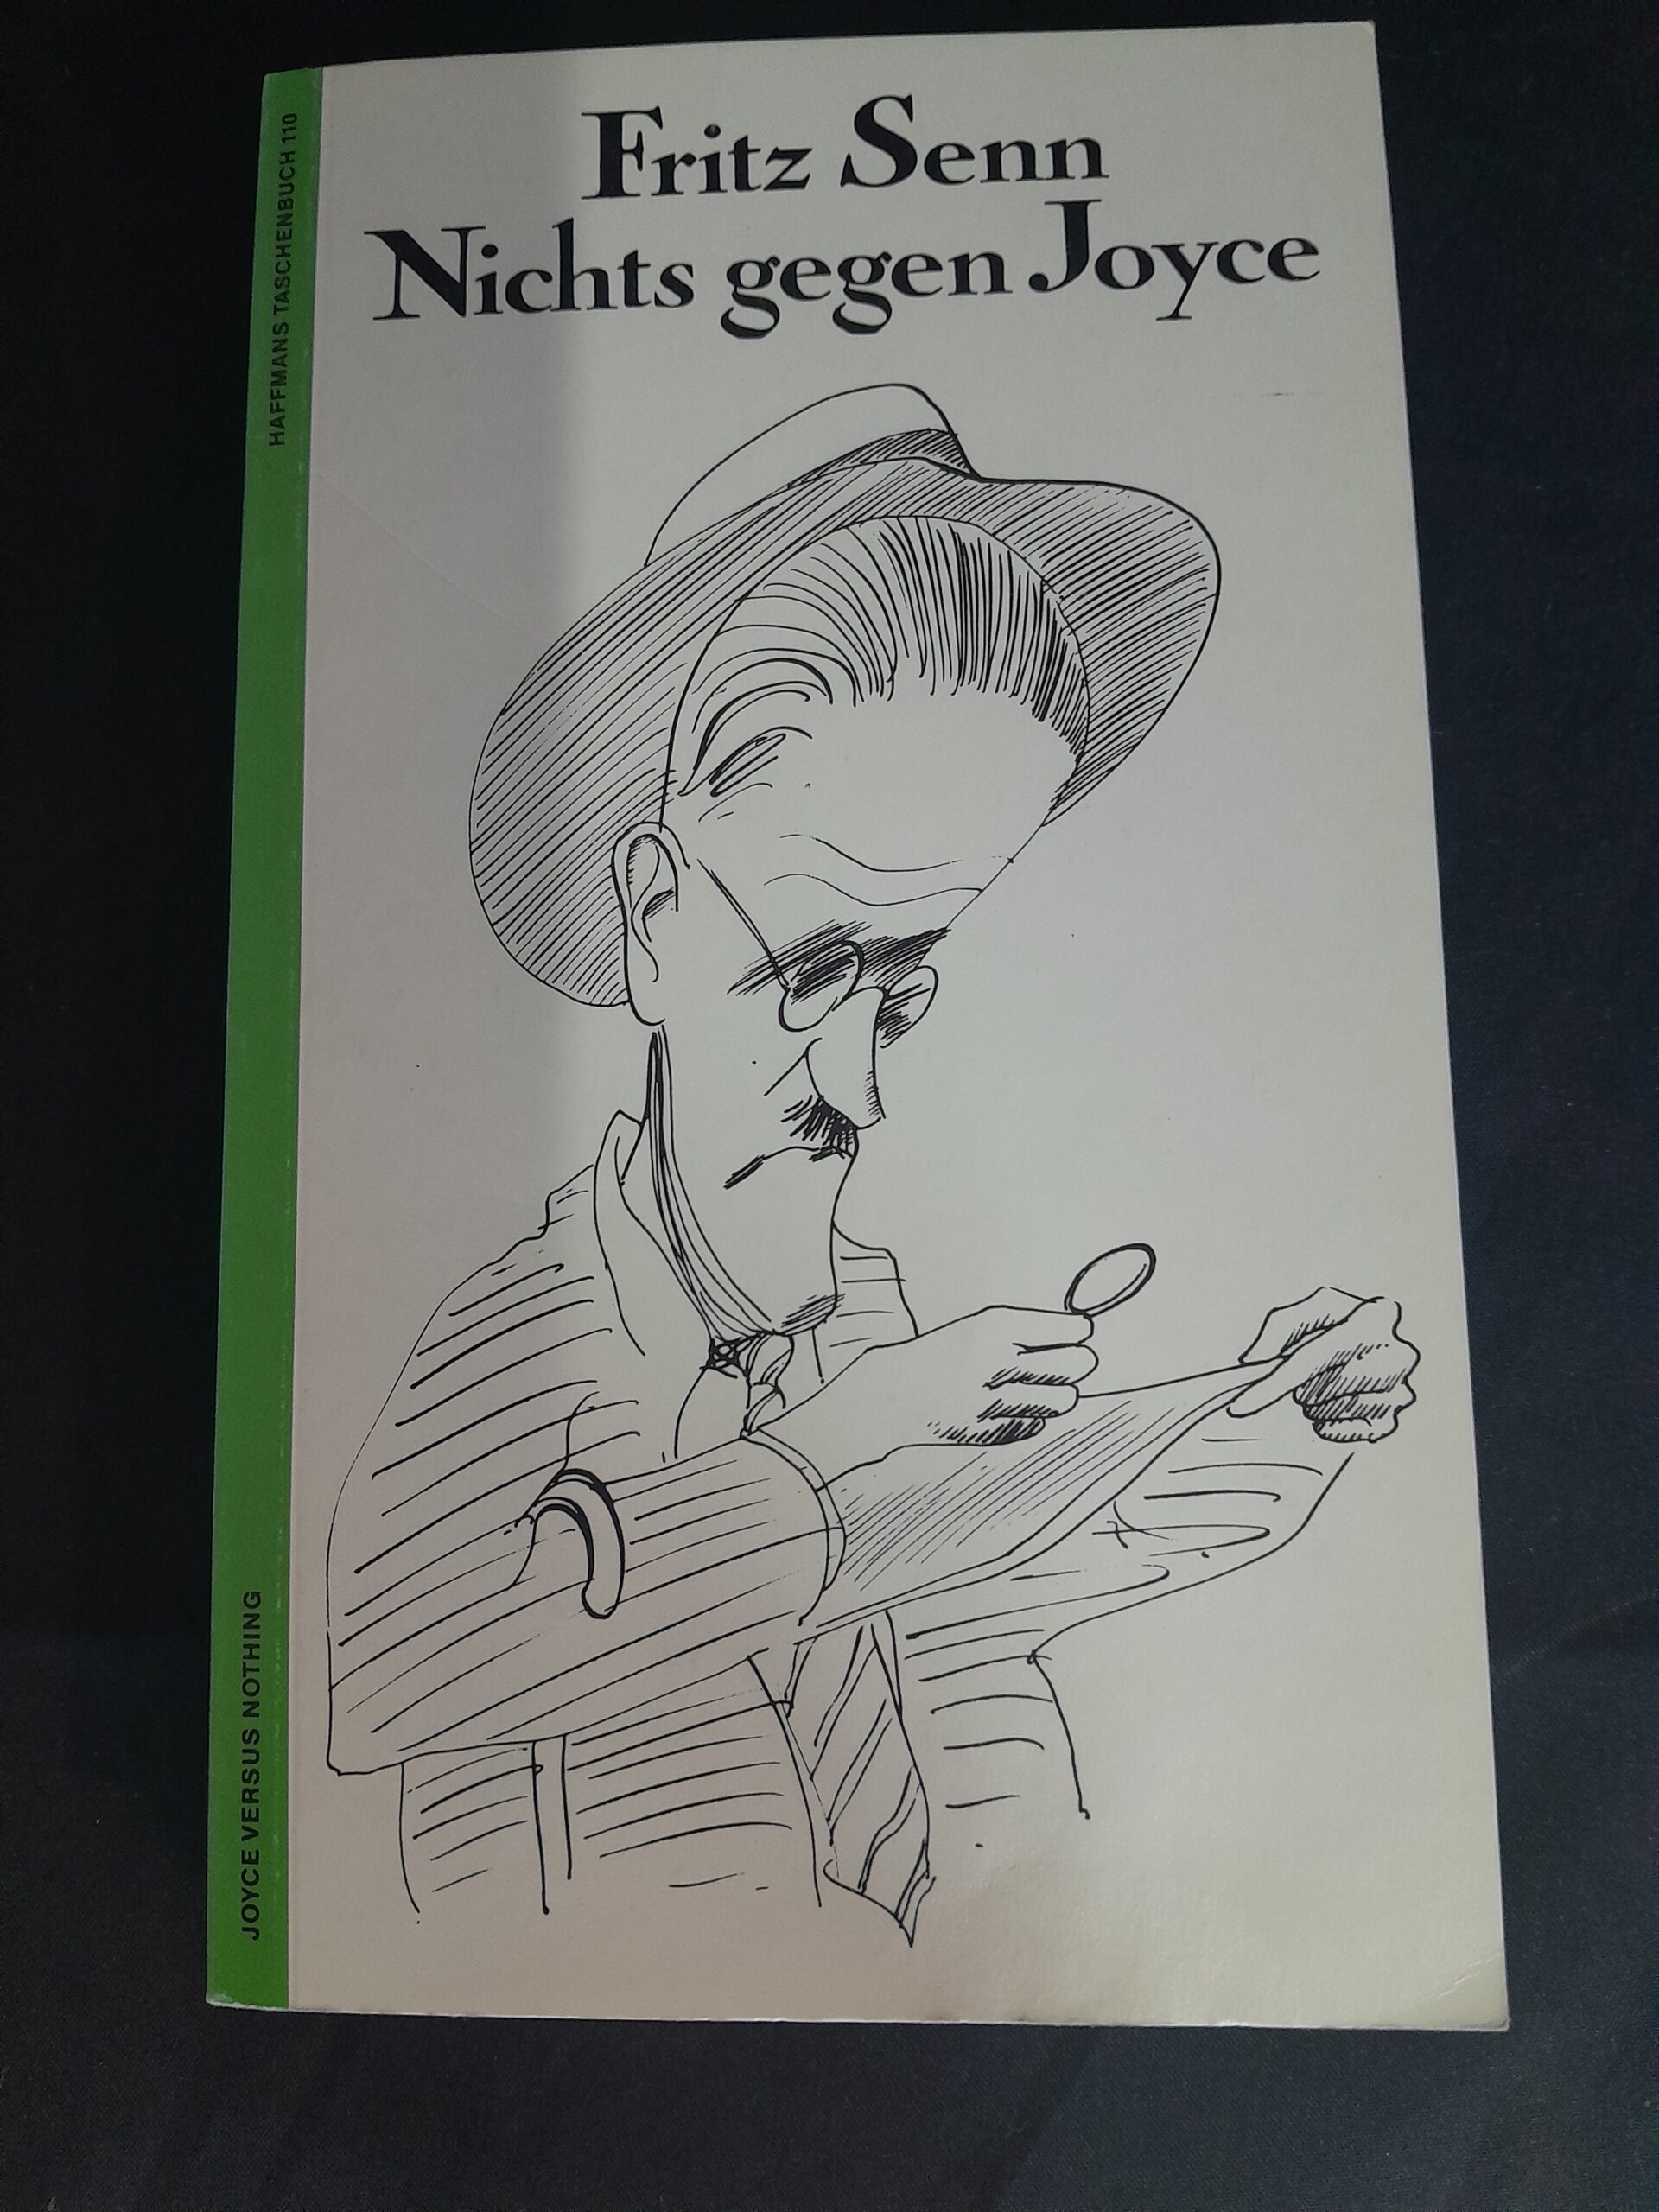 Fritz Senn
Nichts gegen Joyce
HAFFMANS TASCHENBUCH 110
JOYCE VERSUS NOTHING